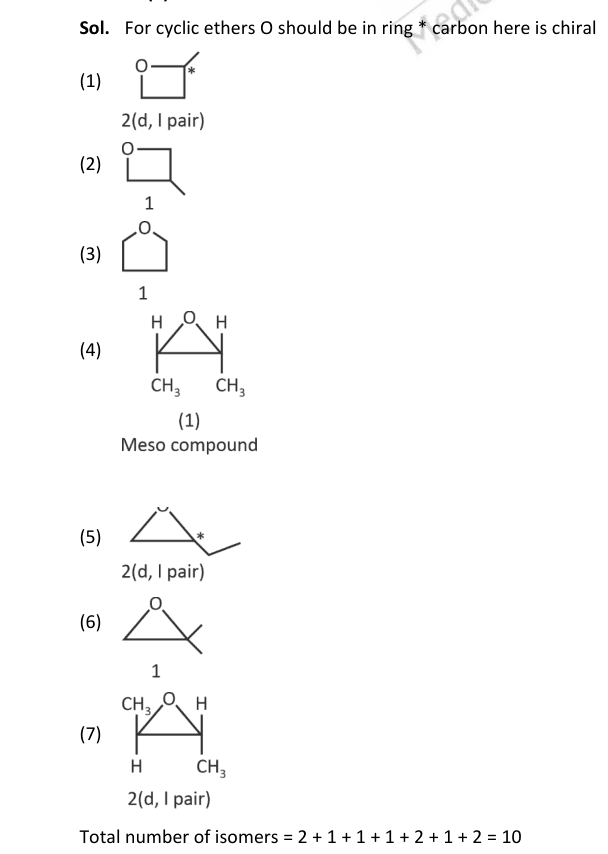 Sol. For cyclic ethers O should be in ring * carbon here is chiral
(1)
O
*
2(d, l pair)
(2)
O
1
(3)
O
1
(4)
H O H
CH₃ CH₃
(1)
Meso compound
(5)
*
2(d, l pair)
(6)
O
1
(7)
CH₃ O H
H CH₃
2(d, l pair)
Total number of isomers = 2 + 1 + 1 + 1 + 2 + 1 + 2 = 10